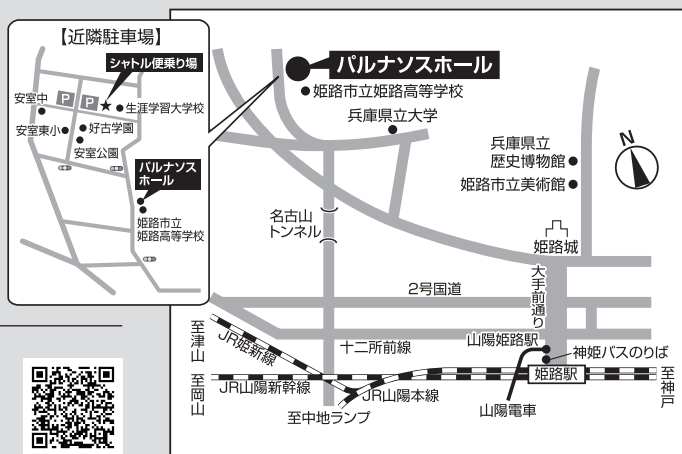 【近隣駐車場】
シャトル便乗り場
安室中
P
P
★
生涯学習大学校
安室東小
好古学園
安室公園
パルナソス
ホール
姫路市立
姫路高等学校
パルナソスホール
姫路市立姫路高等学校
兵庫県立大学
兵庫県立
歴史博物館
姫路市立美術館
N
名古山
トンネル
姫路城
大手前通り
2号国道
至津山
JR姫新線
十二所前線
山陽姫路駅
神姫バスのりば
至岡山
JR山陽新幹線
JR山陽本線
姫路駅
至神戸
至中地ランプ
山陽電車